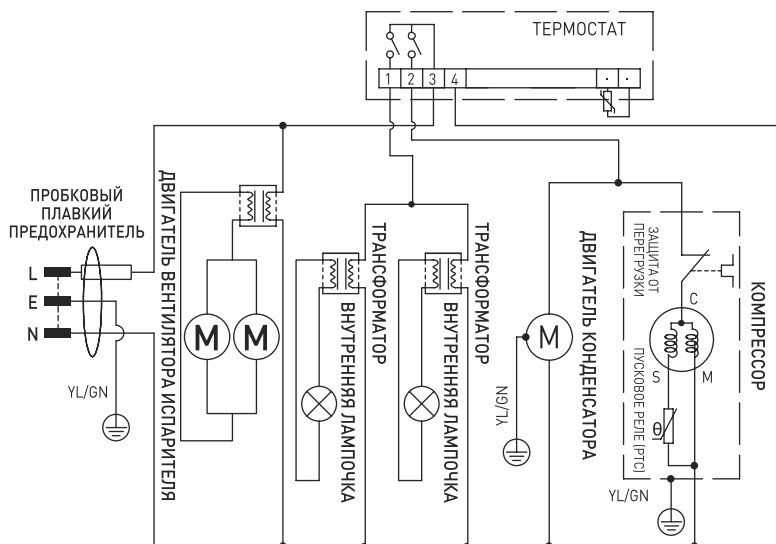 ТЕРМОСТАТ
1 2 3 4
ПРОБКОВЫЙ
ПЛАВКИЙ
ПРЕДОХРАНИТЕЛЬ
L
E
N
YL/GN
ДВИГАТЕЛЬ ВЕНТИЛЯТОРА ИСПАРИТЕЛЯ
M M
ТРАНСФОРМАТОР
ВНУТРЕННЯЯ ЛАМПОЧКА
ТРАНСФОРМАТОР
ВНУТРЕННЯЯ ЛАМПОЧКА
M
YL/GN
ДВИГАТЕЛЬ КОНДЕНСАТОРА
ЗАЩИТА ОТ
ПЕРЕГРУЗКИ
C
S M
ПУСКОВОЕ РЕЛЕ (PTC)
θ
YL/GN
КОМПРЕССОР